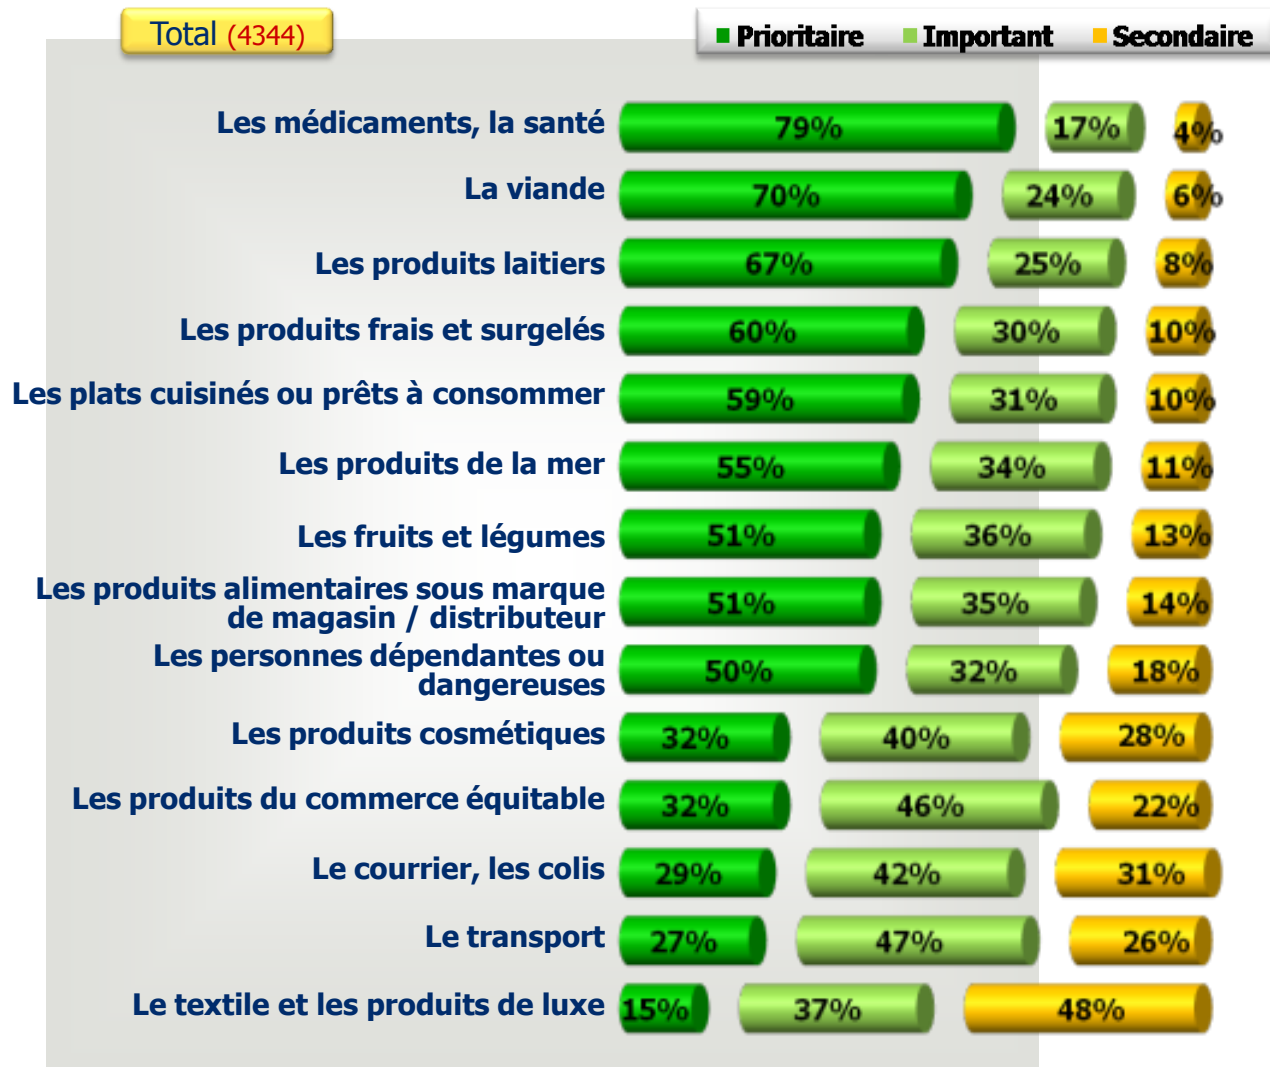 Total (4344)
Prioritaire Important Secondaire
Les médicaments, la santé 79% 17% 4%
La viande 70% 24% 6%
Les produits laitiers 67% 25% 8%
Les produits frais et surgelés 60% 30% 10%
Les plats cuisinés ou prêts à consommer 59% 31% 10%
Les produits de la mer 55% 34% 11%
Les fruits et légumes 51% 36% 13%
Les produits alimentaires sous marque
de magasin / distributeur 51% 35% 14%
Les personnes dépendantes ou
dangereuses 50% 32% 18%
Les produits cosmétiques 32% 40% 28%
Les produits du commerce équitable 32% 46% 22%
Le courrier, les colis 29% 42% 31%
Le transport 27% 47% 26%
Le textile et les produits de luxe 15% 37% 48%